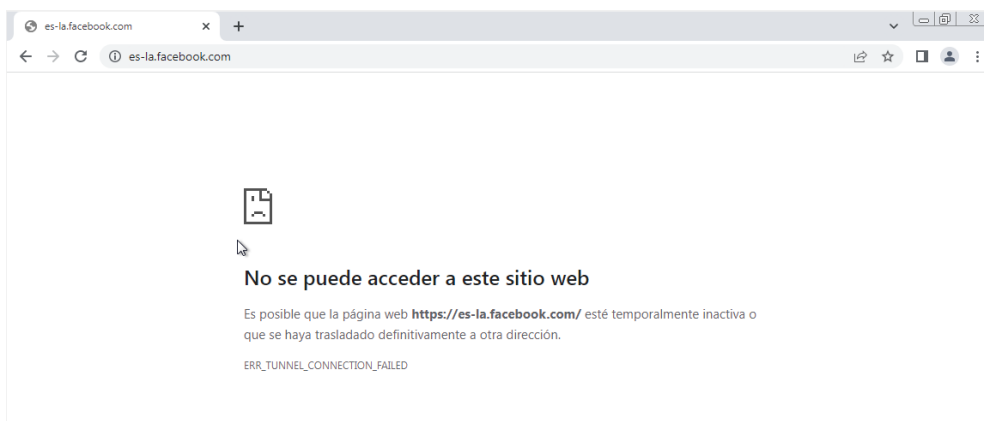 es-la.facebook.com
es-la.facebook.com
No se puede acceder a este sitio web
Es posible que la página web https://es-la.facebook.com/ esté temporalmente inactiva o
que se haya trasladado definitivamente a otra dirección.
ERR_TUNNEL_CONNECTION_FAILED